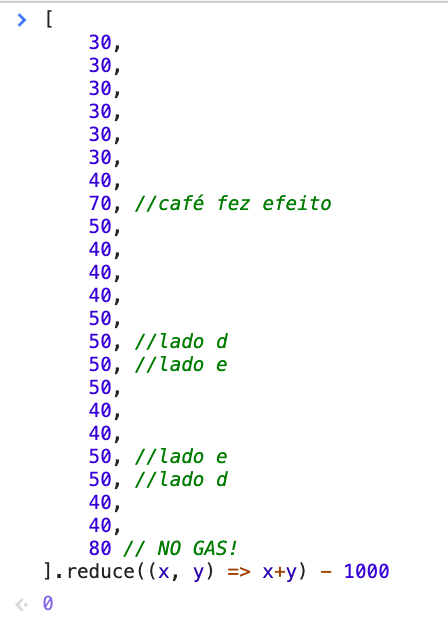 > [
30,
30,
30,
30,
30,
30,
40,
70, //café fez efeito
50,
40,
40,
40,
50,
50, //lado d
50, //lado e
50,
40,
40,
50, //lado e
50, //lado d
40,
40,
80 // NO GAS!
].reduce((x, y) => x+y) - 1000
<· 0